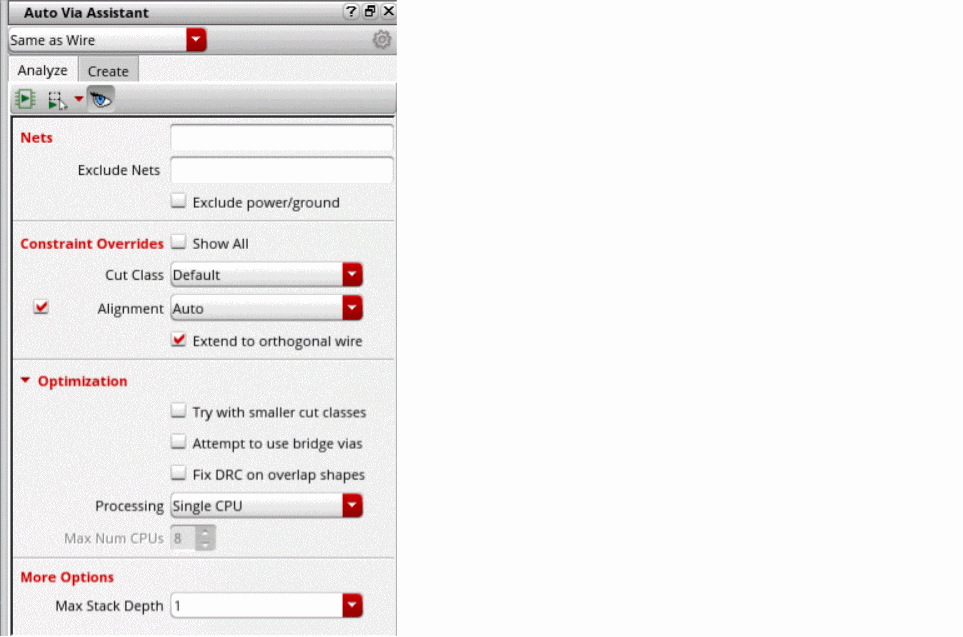 Auto Via Assistant
Same as Wire
Analyze Create
Nets
Exclude Nets
Exclude power/ground
Constraint Overrides Show All
Cut Class Default
Alignment Auto
Extend to orthogonal wire
Optimization
Try with smaller cut classes
Attempt to use bridge vias
Fix DRC on overlap shapes
Processing Single CPU
Max Num CPUs 8
More Options
Max Stack Depth 1